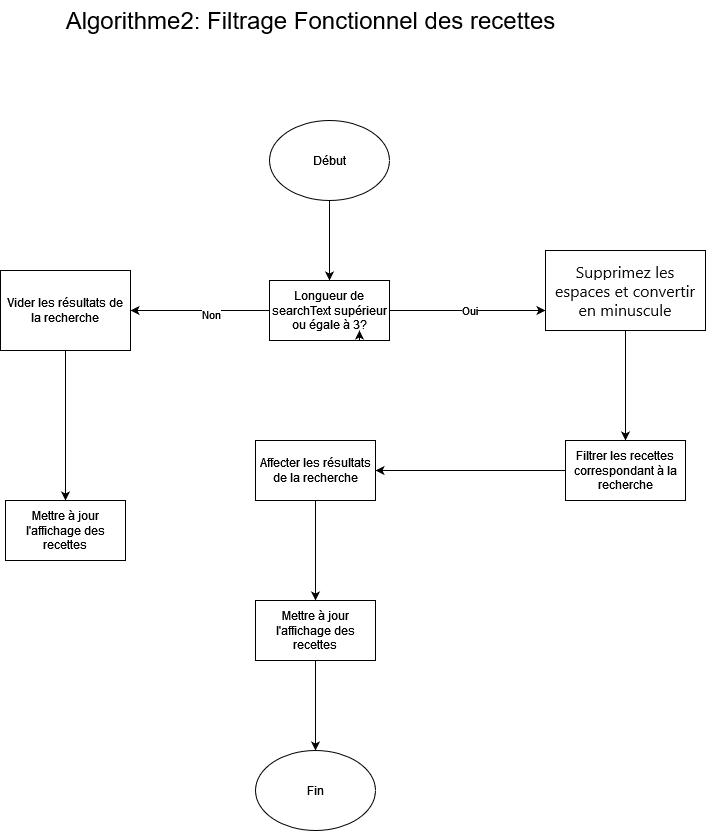 Algorithme2: Filtrage Fonctionnel des recettes
Début
Longueur de
searchText supérieur
ou égale à 3?
Non
Oui
Vider les résultats de
la recherche
Supprimez les
espaces et convertir
en minuscule
Affecter les résultats
de la recherche
Filtrer les recettes
correspondant à la
recherche
Mettre à jour
l'affichage des
recettes
Mettre à jour
l'affichage des
recettes
Fin